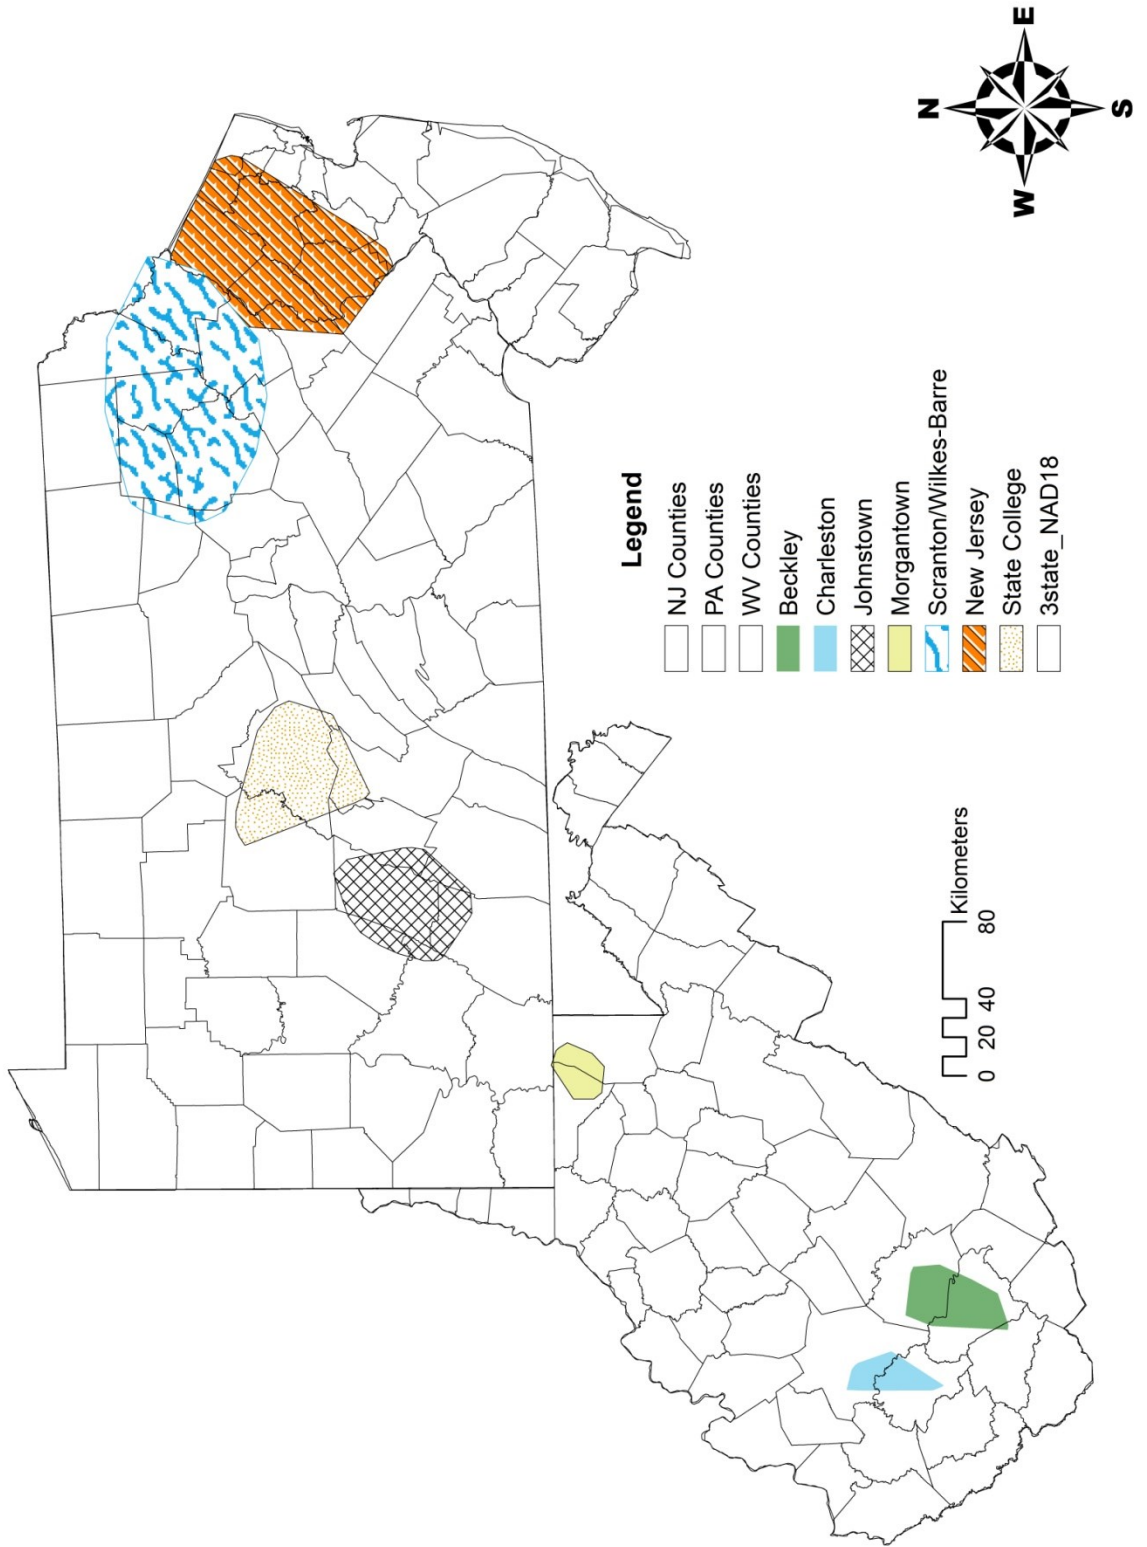 N
W
E
S
Legend
NJ Counties
PA Counties
WV Counties
Beckley
Charleston
Johnstown
Morgantown
Scranton/Wilkes-Barre
New Jersey
State College
3state_NAD18
Kilometers
0 20 40 80